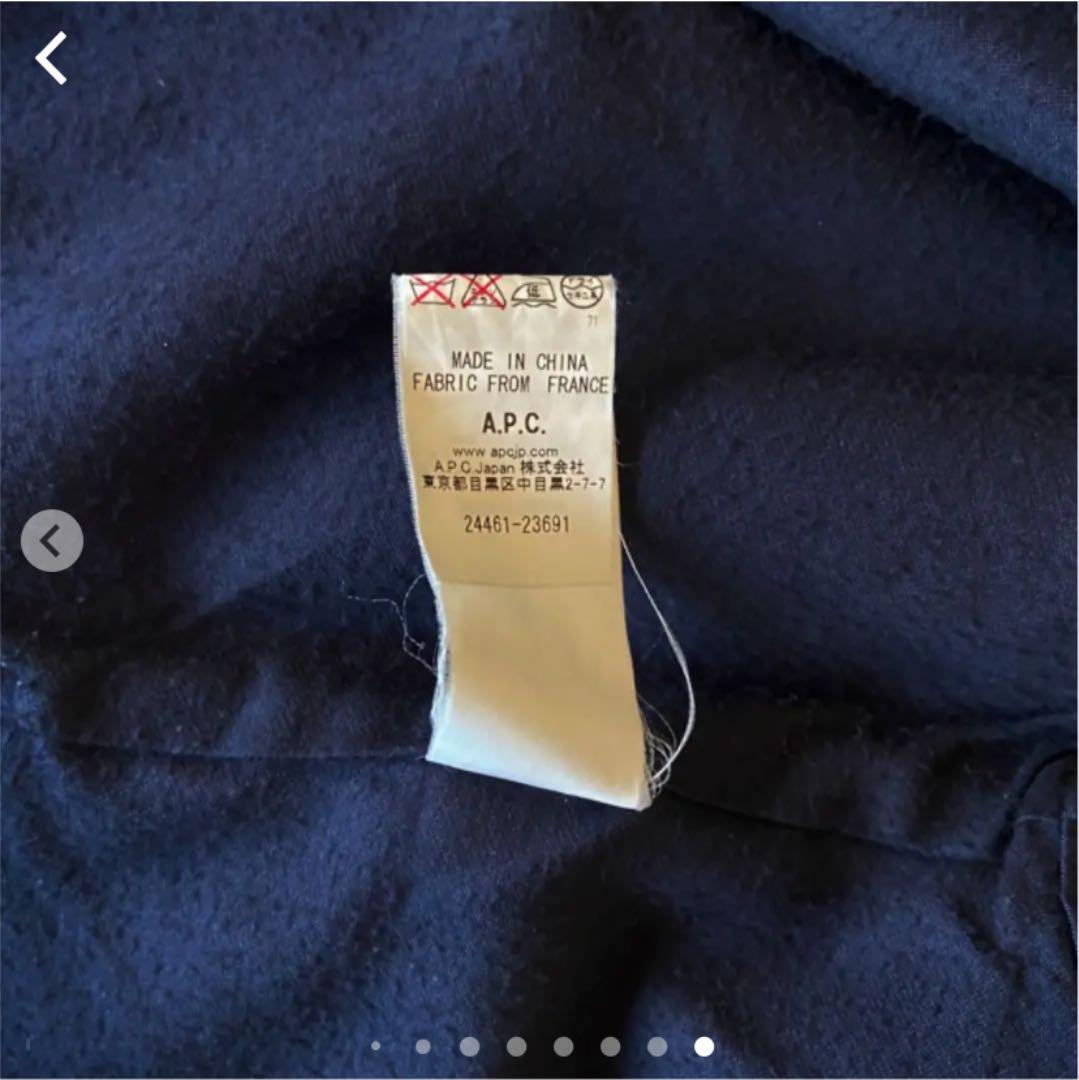 低
71
MADE IN CHINA
FABRIC FROM FRANCE
A.P.C.
www apcjp.com
A.P.C.Japan 株式会社
東京都目黒区中目黒2-7-7
24461-23691